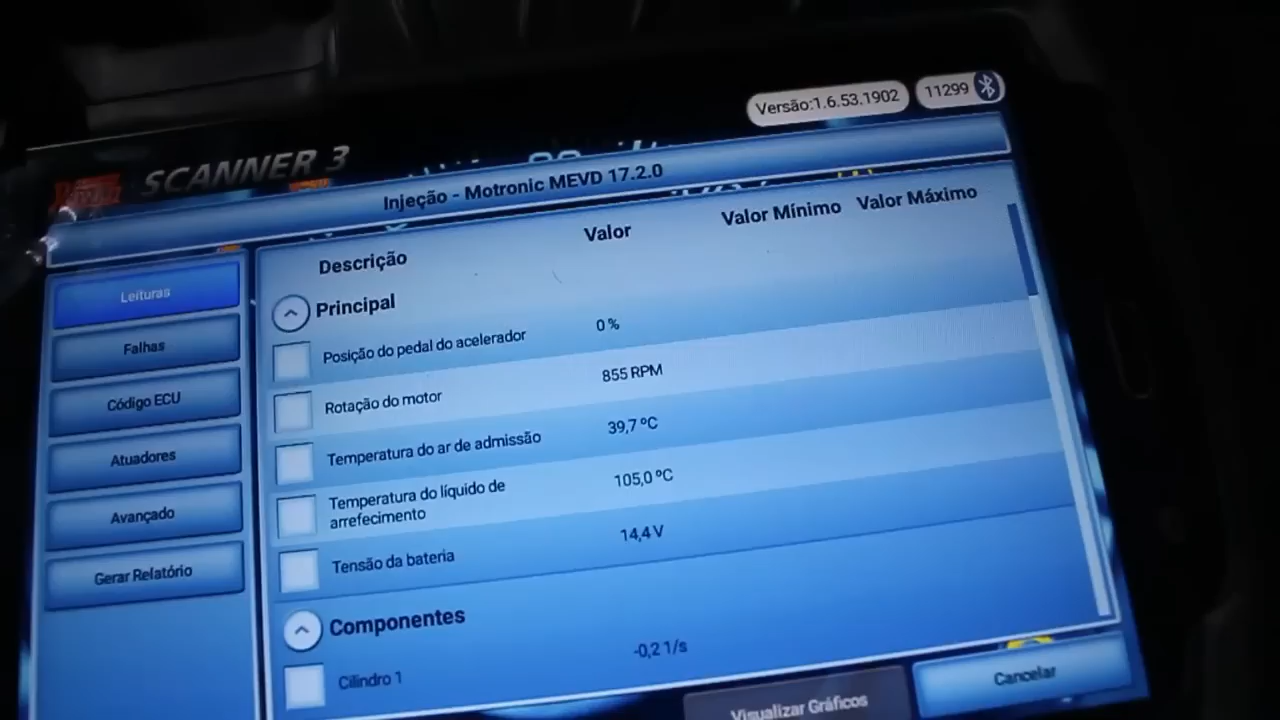 Versão:1.6.53.1902
11299
SCANNER 3
Injeção - Motronic MEVD 17.2.0
Descrição Valor Valor Mínimo Valor Máximo
Leituras
Falhas
Código ECU
Atuadores
Avançado
Gerar Relatório
Principal
Posição do pedal do acelerador 0 %
Rotação do motor 855 RPM
Temperatura do ar de admissão 39,7 ºC
Temperatura do líquido de
arrefecimento 105,0 ºC
Tensão da bateria 14,4 V
Componentes
Cilindro 1 -0,2 1/s
Visualizar Gráficos
Cancelar